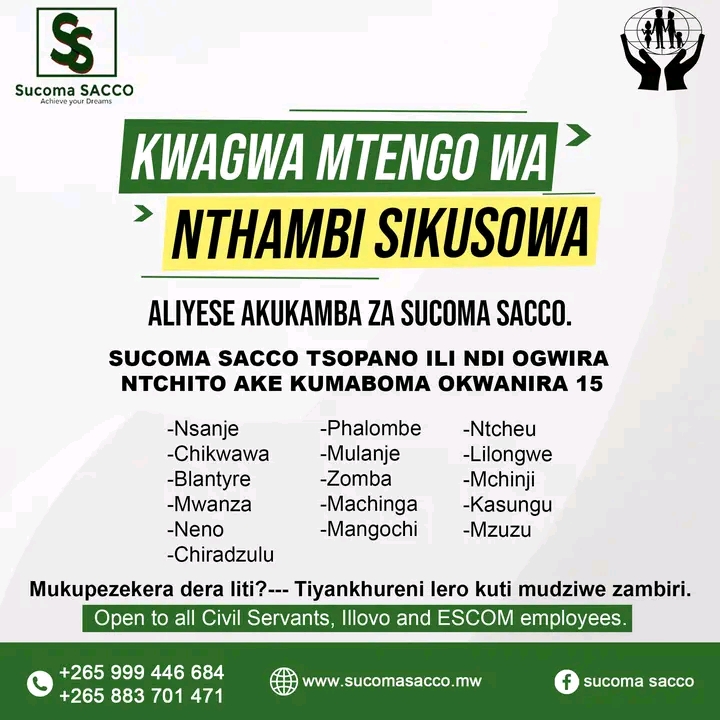 SS
Sucoma SACCO
Achieve your Dreams
KWAGWA MTENGO WA
NTHAMBI SIKUSOWA
ALIYESE AKUKAMBA ZA SUCOMA SACCO.
SUCOMA SACCO TSOPANO ILI NDI OGWIRA
NTCHITO AKE KUMABOMA OKWANIRA 15
-Nsanje
-Chikwawa
-Blantyre
-Mwanza
-Neno
-Chiradzulu
-Phalombe
-Mulanje
-Zomba
-Machinga
-Mangochi
-Ntcheu
-Lilongwe
-Mchinji
-Kasungu
-Mzuzu
Mukupezekera dera liti?--- Tiyankhureni lero kuti mudziwe zambiri.
Open to all Civil Servants, Illovo and ESCOM employees.
+265 999 446 684
+265 883 701 471
www.sucomasacco.mw
sucoma sacco